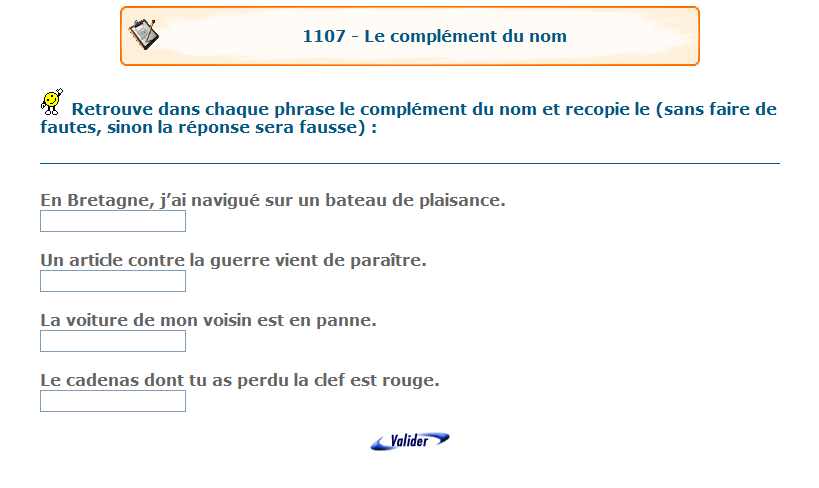 1107 - Le complément du nom
Retrouve dans chaque phrase le complément du nom et recopie le (sans faire de
fautes, sinon la réponse sera fausse) :
En Bretagne, j’ai navigué sur un bateau de plaisance.
Un article contre la guerre vient de paraître.
La voiture de mon voisin est en panne.
Le cadenas dont tu as perdu la clef est rouge.
Valider